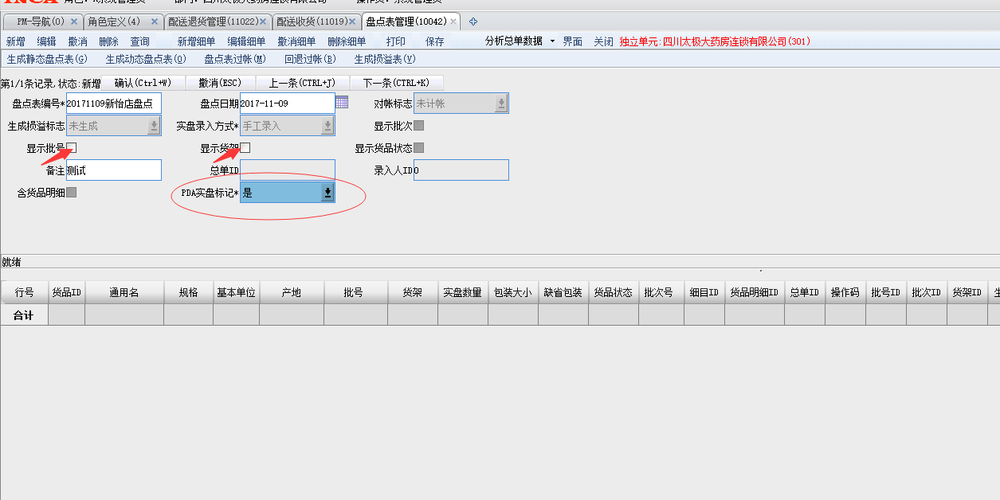 INCA
PM-导航(0) 角色定义(4) 配送退货管理(11022) 配送收货(11019) 盘点表管理(10042)
新增 编辑 撤消 删除 查询 新增细单 编辑细单 撤消细单 删除细单 打印 保存 分析总单数据 界面 关闭 独立单元:四川太极大药房连锁有限公司(301)
生成静态盘点表(G) 生成动态盘点表(O) 盘点表过帐(M) 回退过帐(B) 生成损溢表(V)
第1/1条记录,状态:新增 确认(Ctrl+W) 撤消(ESC) 上一条(CTRL+J) 下一条(CTRL+K)
盘点表编号* 20171109新怡店盘点 盘点日期 2017-11-09 对帐标志 未计帐
生成损溢标志 未生成 实盘录入方式* 手工录入 显示批次
显示批号 显示货架 显示货品状态
备注 测试 总单ID 录入人ID 0
含货品明细 PDA实盘标记* 是
就绪
行号 货品ID 通用名 规格 基本单位 产地 批号 货架 实盘数量 包装大小 缺省包装 货品状态 批次号 细目ID 货品明细ID 总单ID 操作码 批号ID 批次ID 货架ID
合计